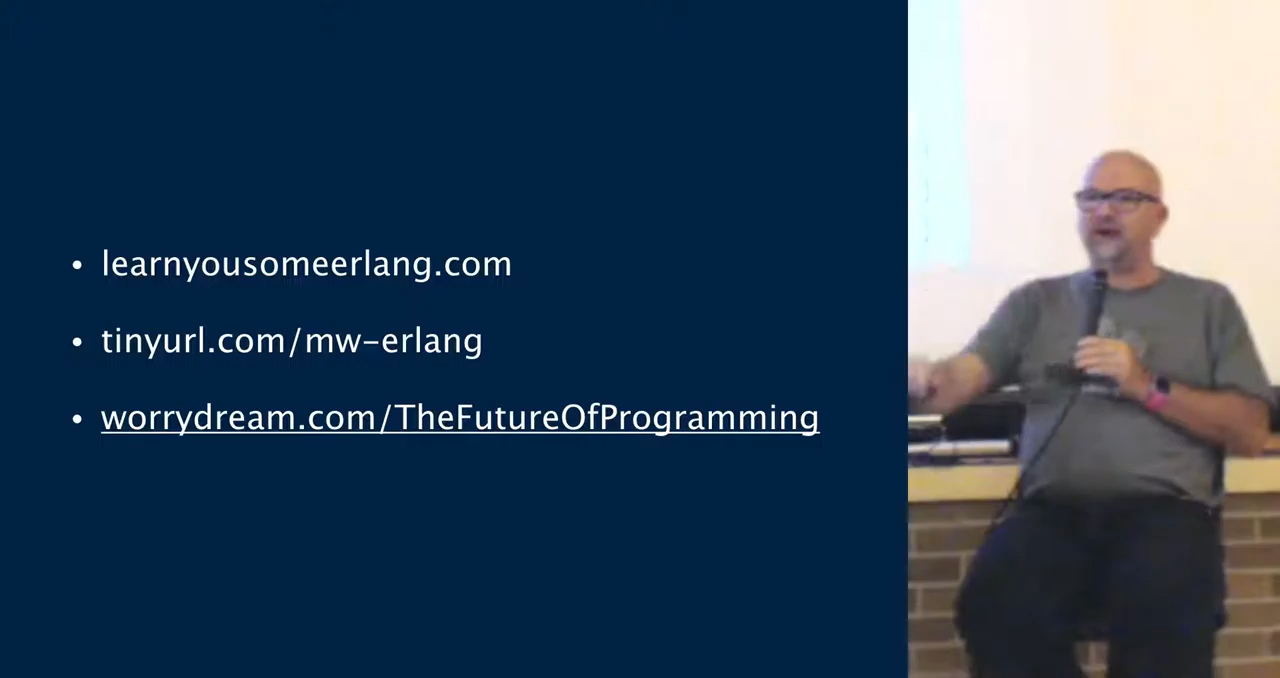 • learnyousomeerlang.com
• tinyurl.com/mw-erlang
• worrydream.com/TheFutureOfProgramming